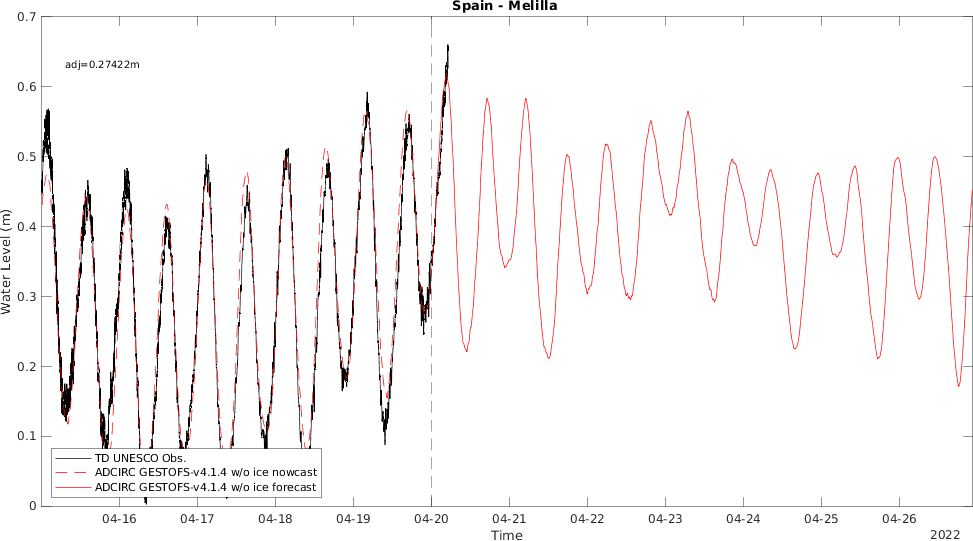 Spain - Melilla
adj=0.27422m
0.7
0.6
0.5
0.4
0.3
0.2
0.1
0
Water Level (m)
TD UNESCO Obs.
ADCIRC GESTOFS-v4.1.4 w/o ice nowcast
ADCIRC GESTOFS-v4.1.4 w/o ice forecast
04-16 04-17 04-18 04-19 04-20 04-21 04-22 04-23 04-24 04-25 04-26
Time
2022